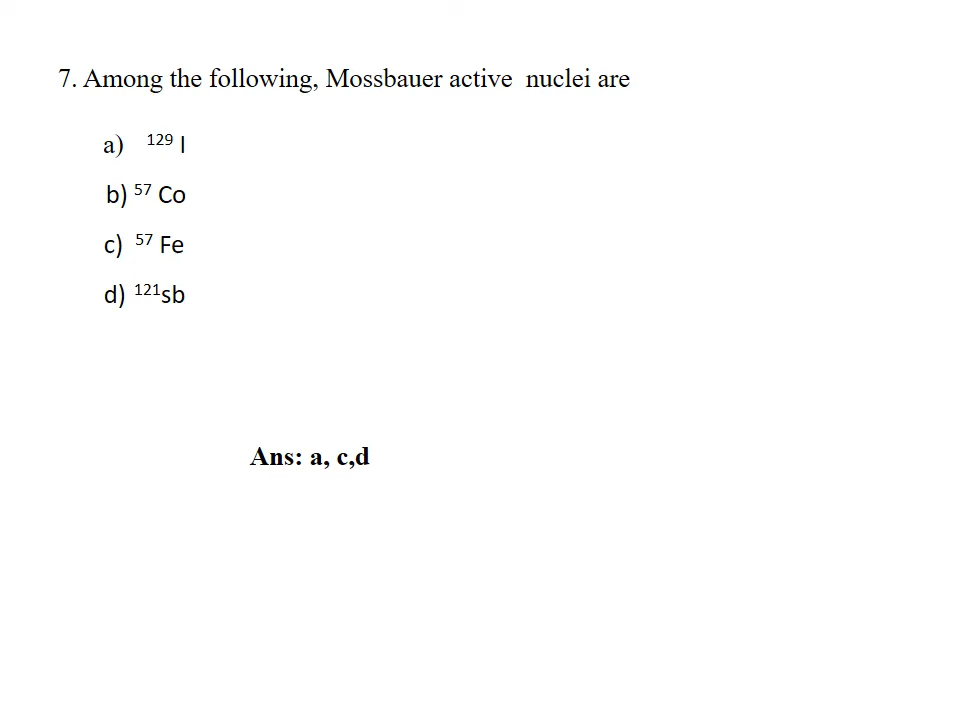 7. Among the following, Mossbauer active nuclei are
a) ¹²⁹ I
b) ⁵⁷ Co
c) ⁵⁷ Fe
d) ¹²¹sb
Ans: a, c,d